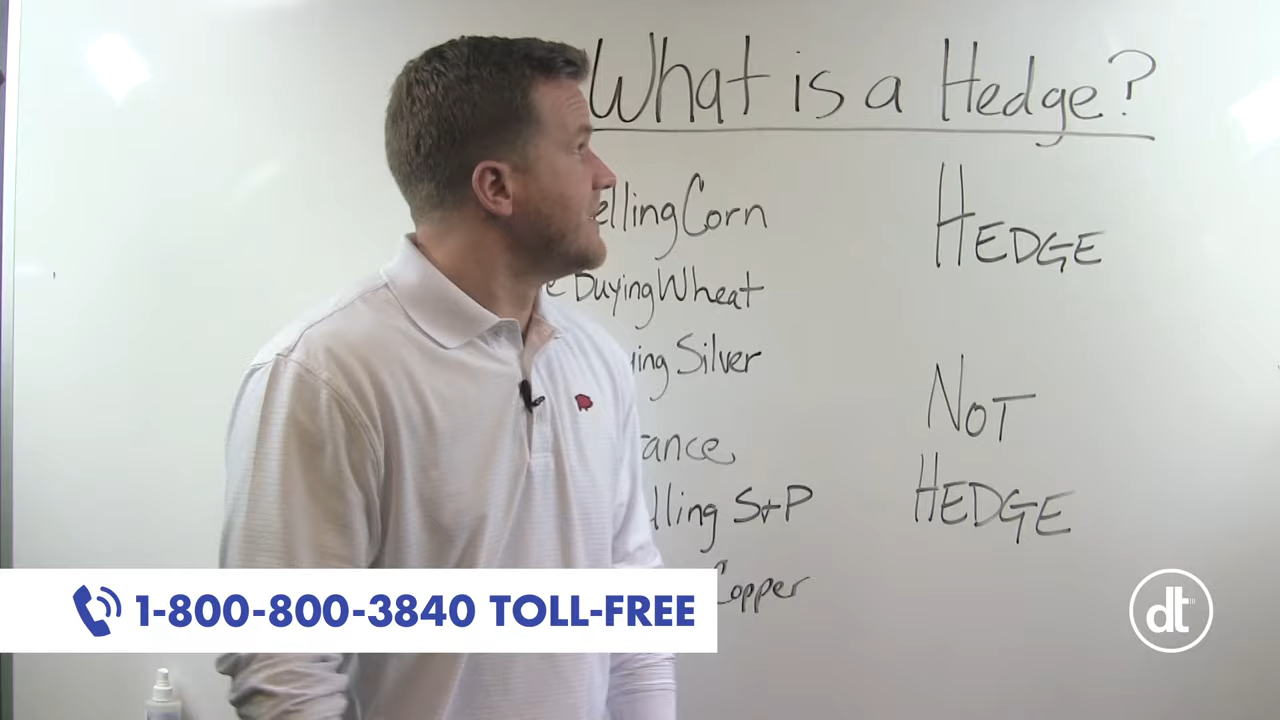 What is a Hedge?
elling Corn
HEDGE
e Buying Wheat
ing Silver
NOT
HEDGE
ance
lling S+P
Copper
1-800-800-3840 TOLL-FREE
dt